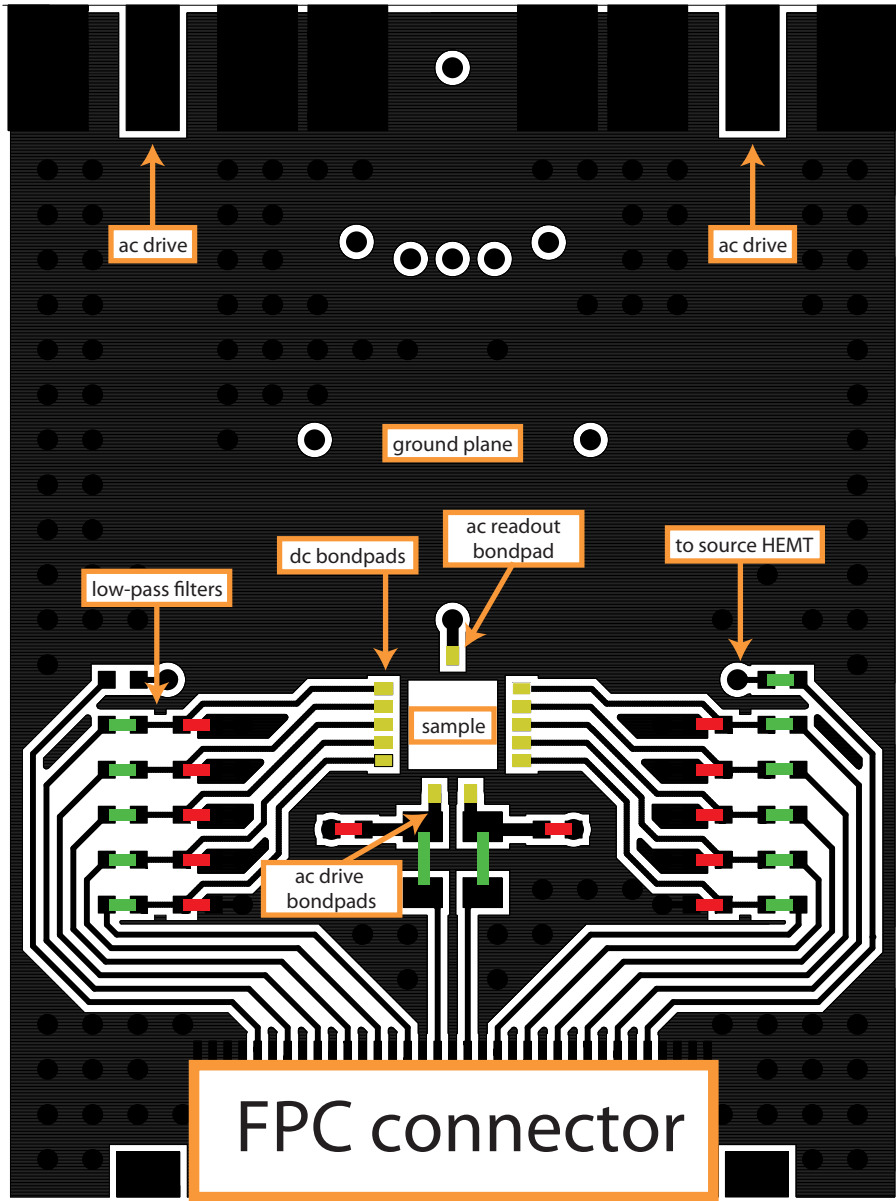 ac drive
ac drive
ground plane
ac readout
bondpad
dc bondpads
to source HEMT
low-pass filters
sample
ac drive
bondpads
FPC connector